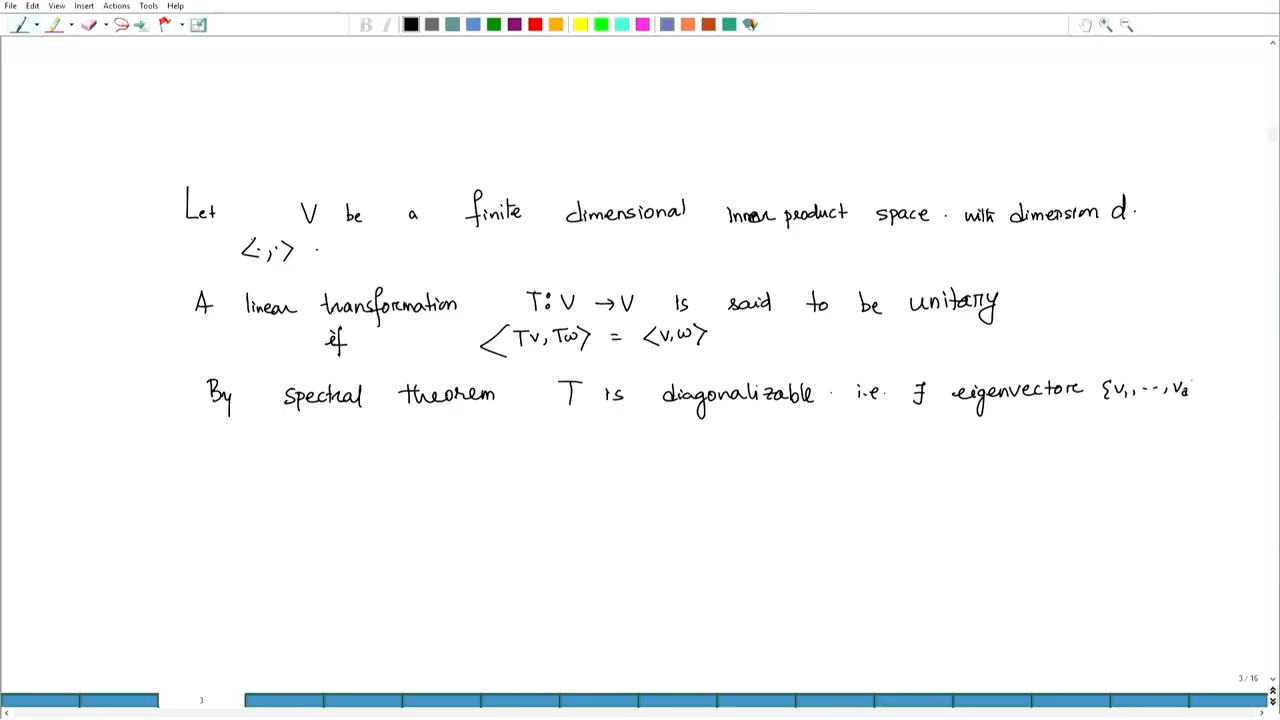 File Edit View Insert Actions Tools Help
B I
Let V be a finite dimensional inner product space . with dimension d.
<·,·> .
A linear transformation T: V → V is said to be unitary
if <Tv, Tw> = <v,w>
By spectral theorem T is diagonalizable . i.e. ∃ eigenvectors {v₁, ..., v_d
3 / 16
3